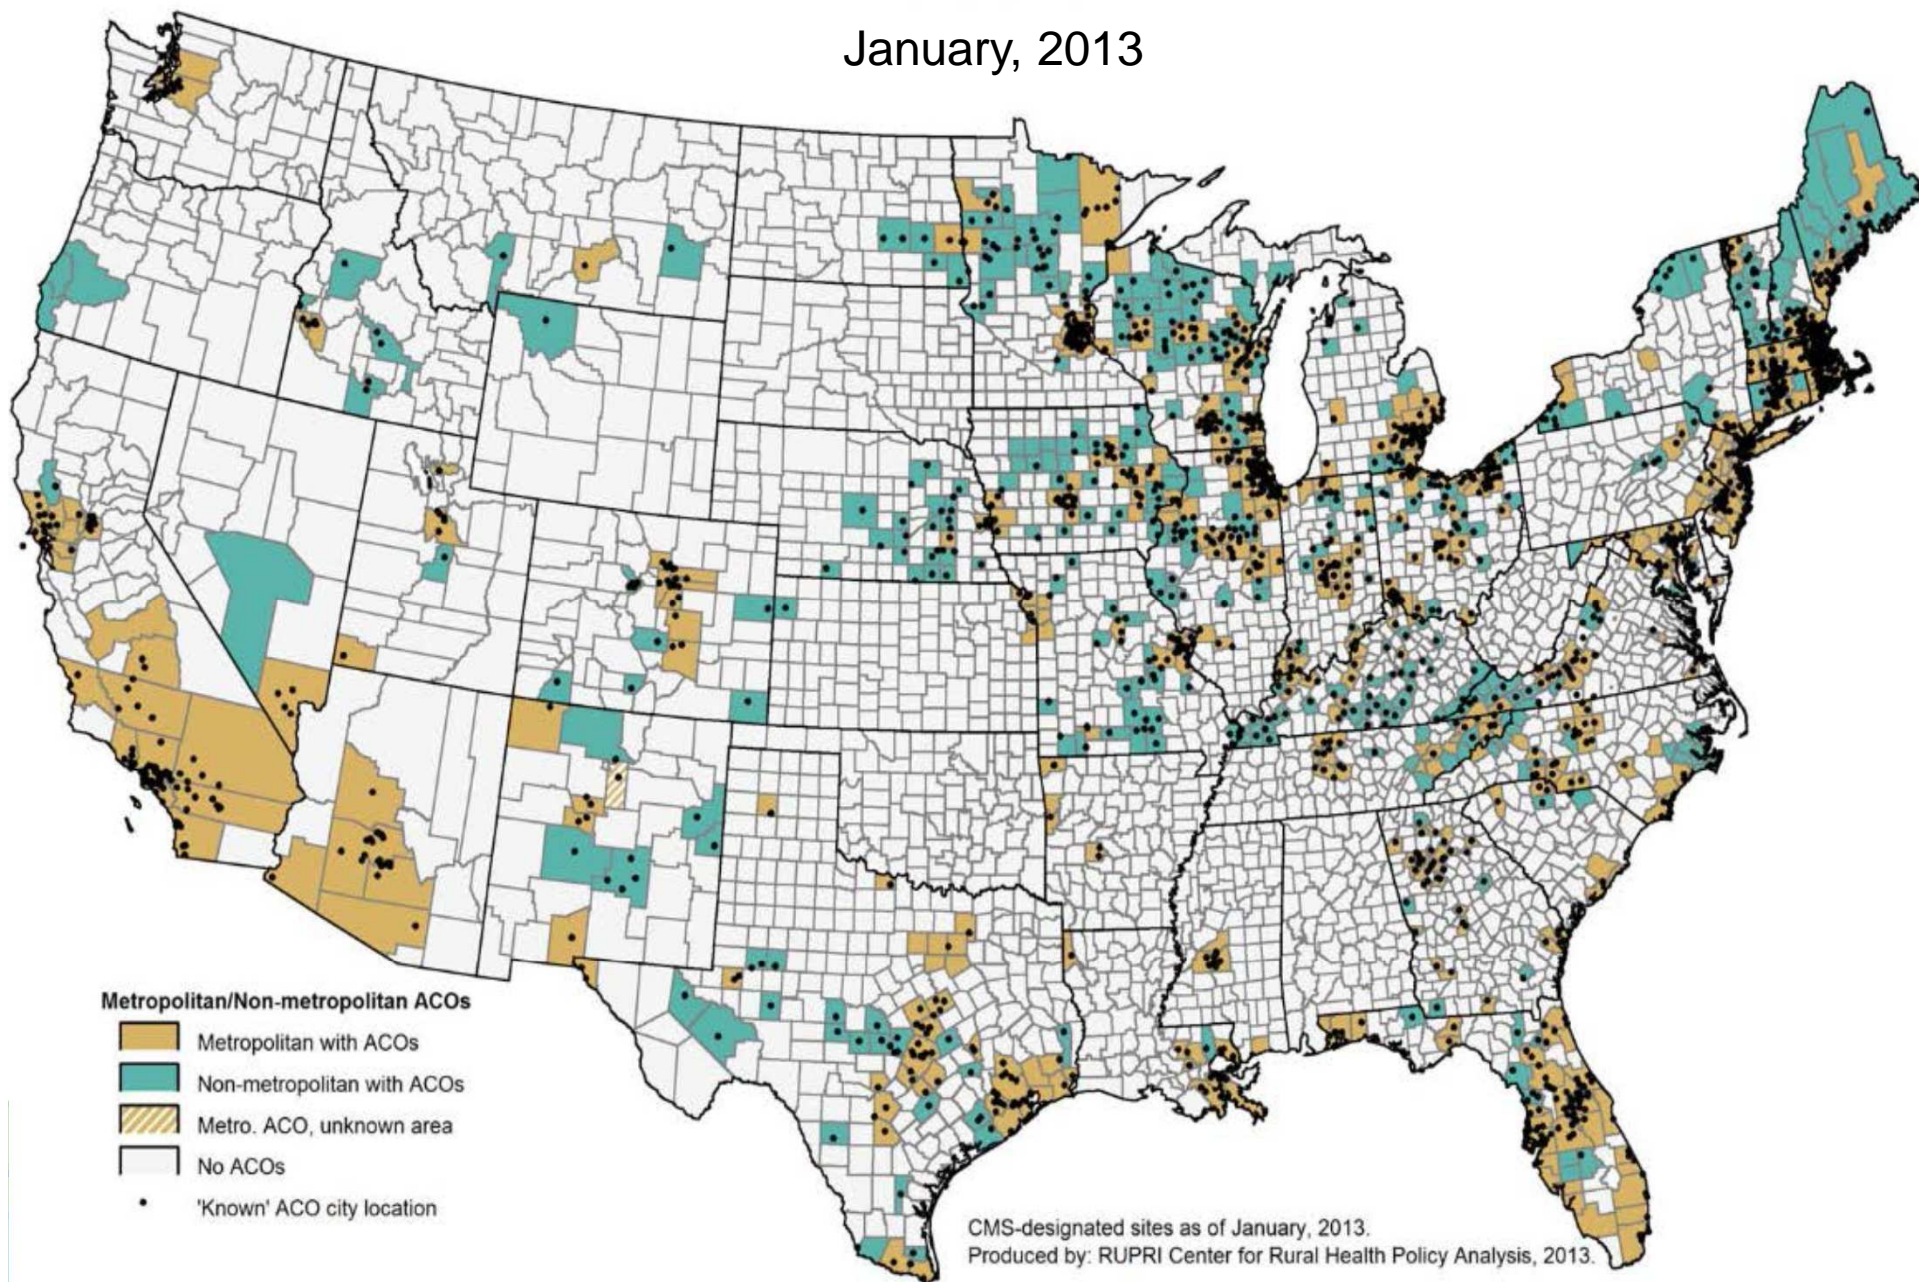 January, 2013
Metropolitan/Non-metropolitan ACOs
Metropolitan with ACOs
Non-metropolitan with ACOs
Metro. ACO, unknown area
No ACOs
'Known' ACO city location
CMS-designated sites as of January, 2013.
Produced by: RUPRI Center for Rural Health Policy Analysis, 2013.